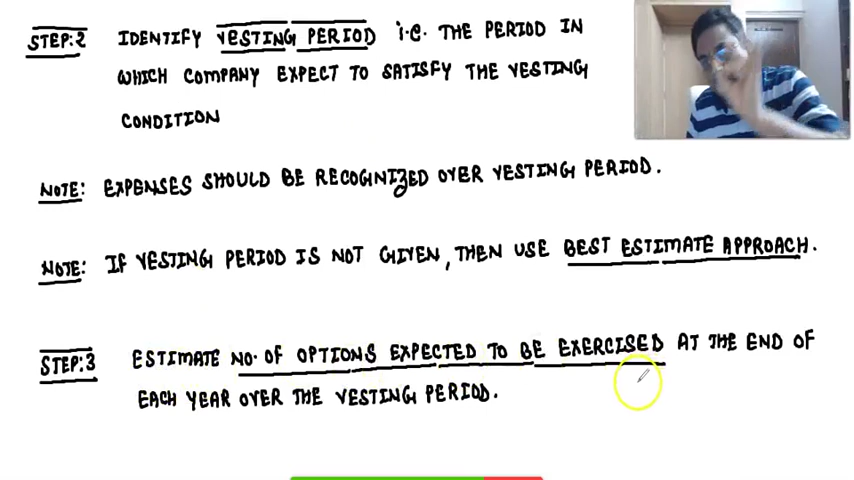 STEP:2 IDENTIFY VESTING PERIOD i.e. THE PERIOD IN
WHICH COMPANY EXPECT TO SATISFY THE VESTING
CONDITION
NOTE: EXPENSES SHOULD BE RECOGNIZED OVER VESTING PERIOD.
NOTE: IF VESTING PERIOD IS NOT GIVEN, THEN USE BEST ESTIMATE APPROACH.
STEP:3 ESTIMATE NO. OF OPTIONS EXPECTED TO BE EXERCISED AT THE END OF
EACH YEAR OVER THE VESTING PERIOD.